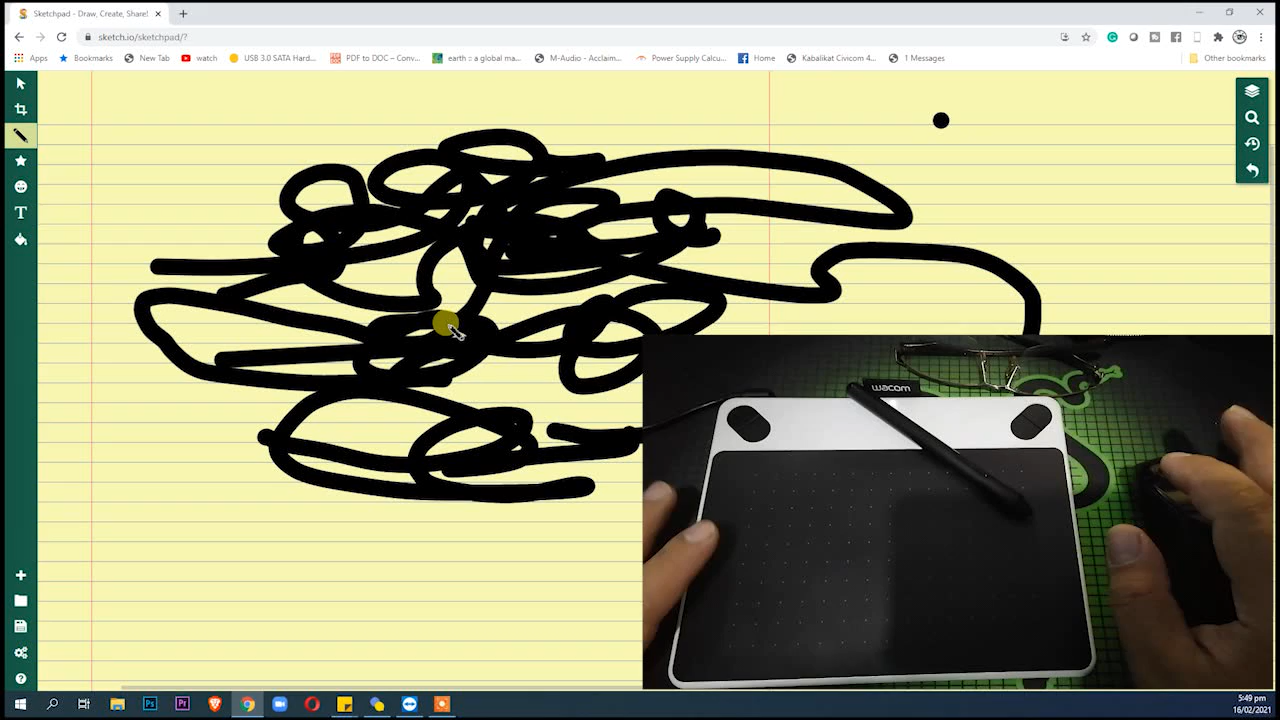 Sketchpad - Draw, Create, Share!
sketch.io/sketchpad/?
Apps Bookmarks New Tab watch USB 3.0 SATA Hard... PDF to DOC – Conv... earth :: a global ma... M-Audio - Acclaim... Power Supply Calcu... Home Kabalikat Civicom 4... 1 Messages Other bookmarks
T
wacom
Ps Pr
5:49 pm
16/02/2021